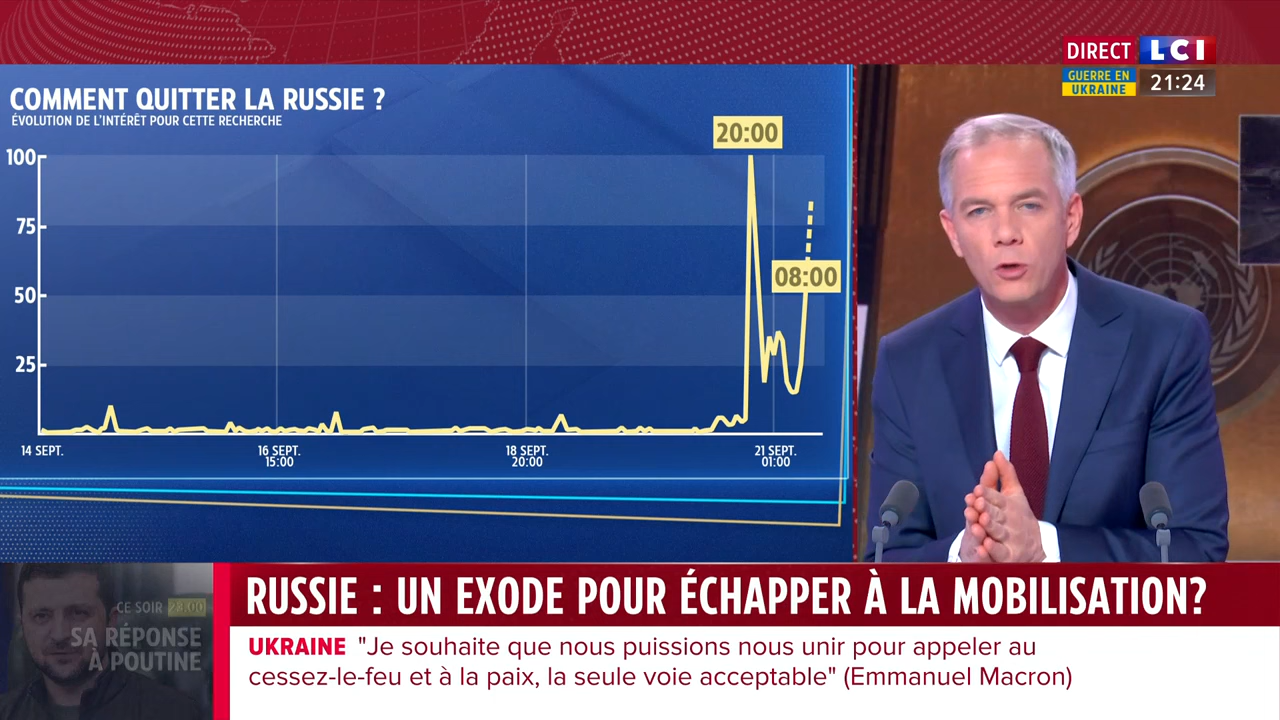 DIRECT LCI
GUERRE EN
UKRAINE
21:24
COMMENT QUITTER LA RUSSIE ?
ÉVOLUTION DE L'INTÉRÊT POUR CETTE RECHERCHE
20:00
100
75
08:00
50
25
14 SEPT.
16 SEPT.
15:00
18 SEPT.
20:00
21 SEPT.
01:00
RUSSIE : UN EXODE POUR ÉCHAPPER À LA MOBILISATION?
CE SOIR 23:00
SA RÉPONSE
À POUTINE
UKRAINE "Je souhaite que nous puissions nous unir pour appeler au
cessez-le-feu et à la paix, la seule voie acceptable" (Emmanuel Macron)